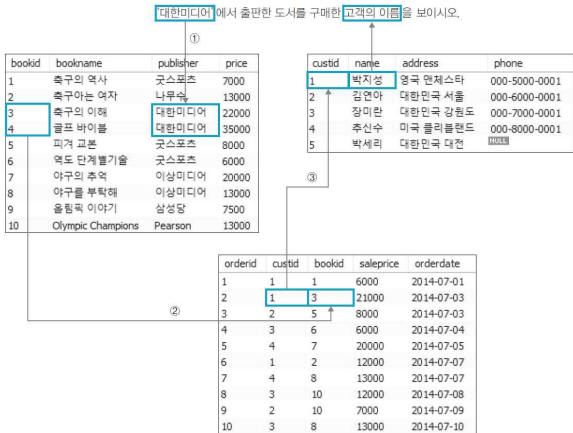 '대한미디어'에서 출판한 도서를 구매한 고객의 이름을 보이시오.
①
bookid bookname publisher price
1 축구의 역사 굿스포츠 7000
2 축구아는 여자 나무수 13000
3 축구의 이해 대한미디어 22000
4 골프 바이블 대한미디어 35000
5 피겨 교본 굿스포츠 8000
6 역도 단계별기술 굿스포츠 6000
7 야구의 추억 이상미디어 20000
8 야구를 부탁해 이상미디어 13000
9 올림픽 이야기 삼성당 7500
10 Olympic Champions Pearson 13000
custid name address phone
1 박지성 영국 맨체스타 000-5000-0001
2 김연아 대한민국 서울 000-6000-0001
3 장미란 대한민국 강원도 000-7000-0001
4 추신수 미국 클리블랜드 000-8000-0001
5 박세리 대한민국 대전 NULL
③
②
orderid custid bookid saleprice orderdate
1 1 1 6000 2014-07-01
2 1 3 21000 2014-07-03
3 2 5 8000 2014-07-03
4 3 6 6000 2014-07-04
5 4 7 20000 2014-07-05
6 1 2 12000 2014-07-07
7 4 8 13000 2014-07-07
8 3 10 12000 2014-07-08
9 2 10 7000 2014-07-09
10 3 8 13000 2014-07-10